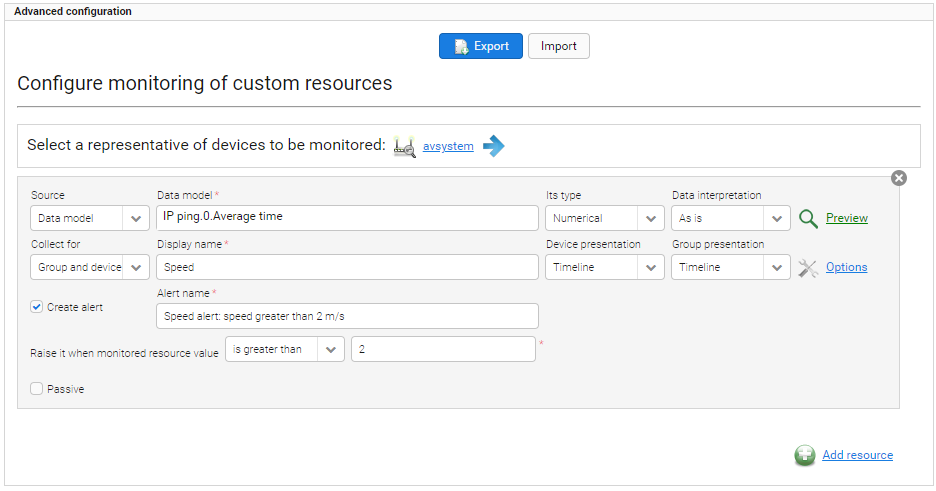 Advanced configuration
Export Import
Configure monitoring of custom resources
Select a representative of devices to be monitored: avsystem
Source Data model * Its type Data interpretation
Data model IP ping.0.Average time Numerical As is Preview
Collect for Display name * Device presentation Group presentation
Group and device Speed Timeline Timeline Options
Alert name *
Create alert
Speed alert: speed greater than 2 m/s
Raise it when monitored resource value is greater than 2 *
Passive
Add resource